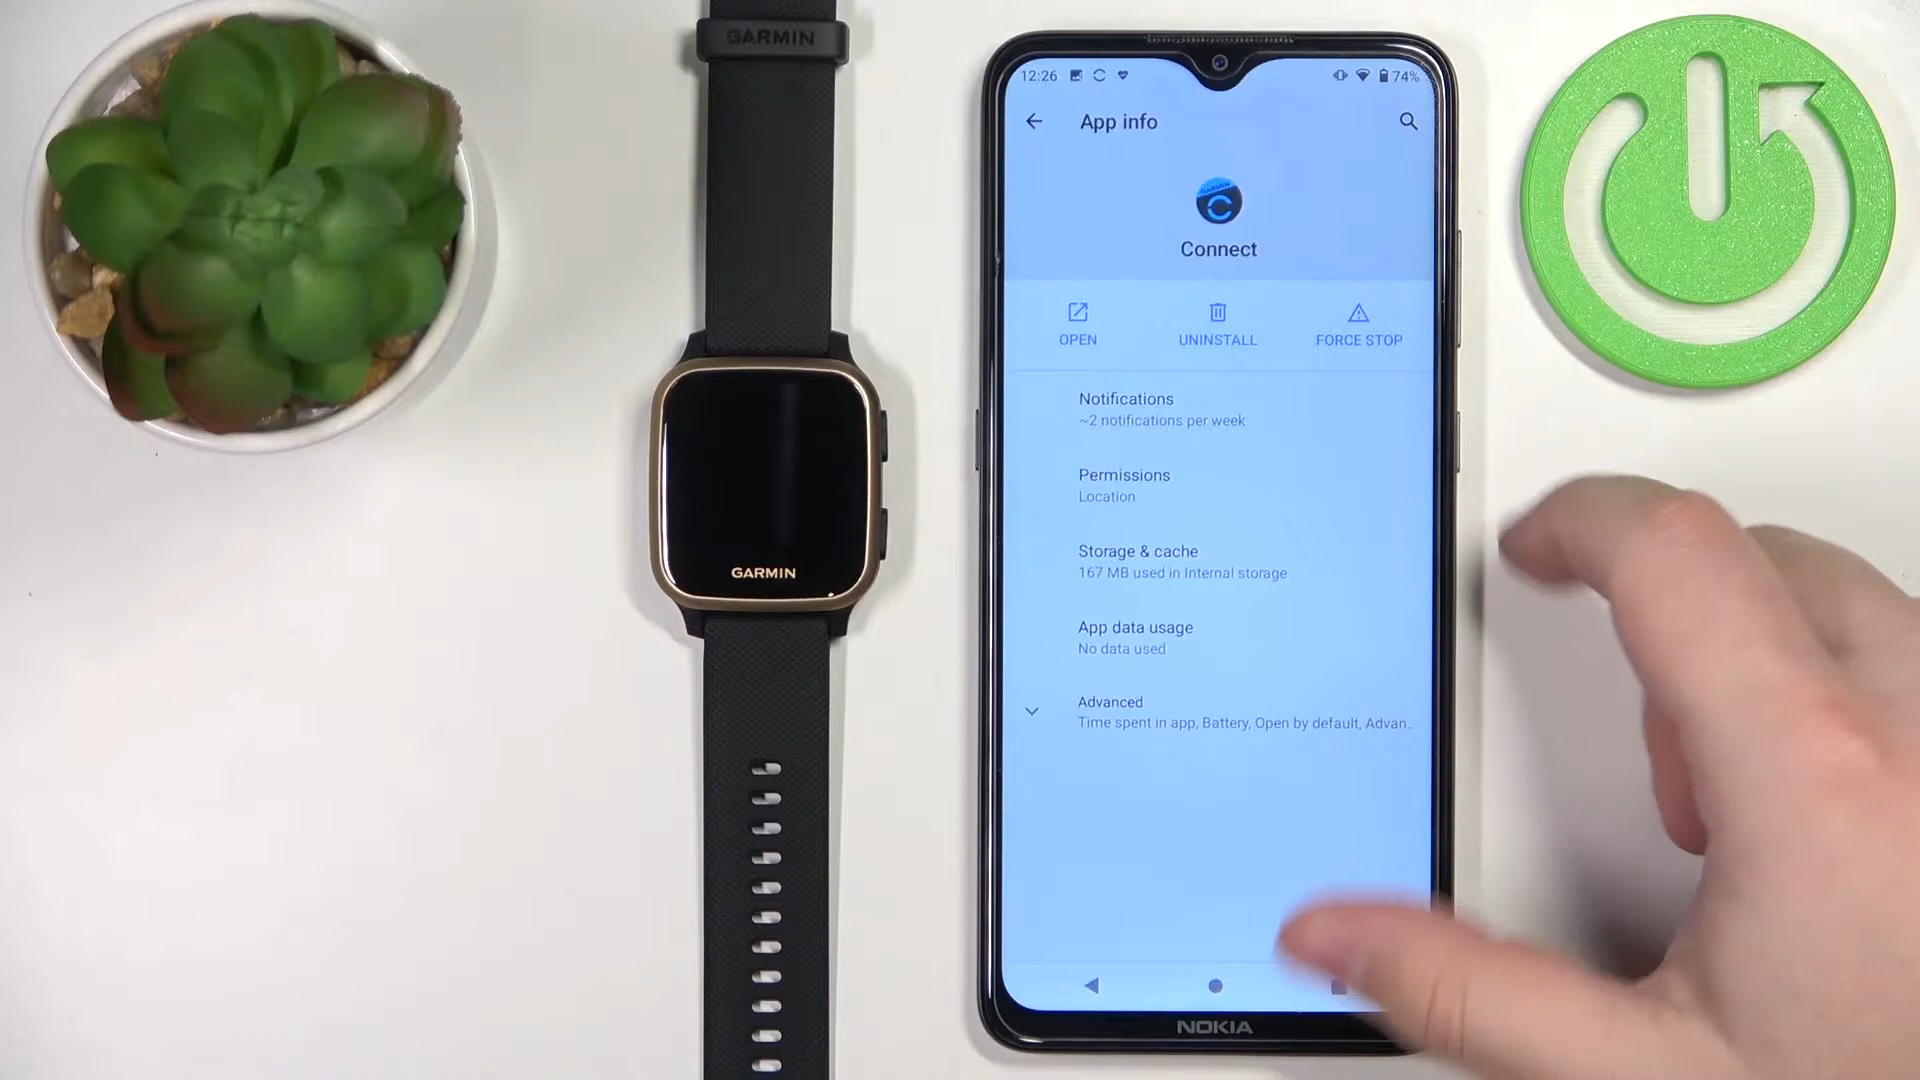 GARMIN
GARMIN
12:26
74%
App info
GARMIN
Connect
OPEN
UNINSTALL
FORCE STOP
Notifications
~2 notifications per week
Permissions
Location
Storage & cache
167 MB used in Internal storage
App data usage
No data used
Advanced
Time spent in app, Battery, Open by default, Advan..
NOKIA